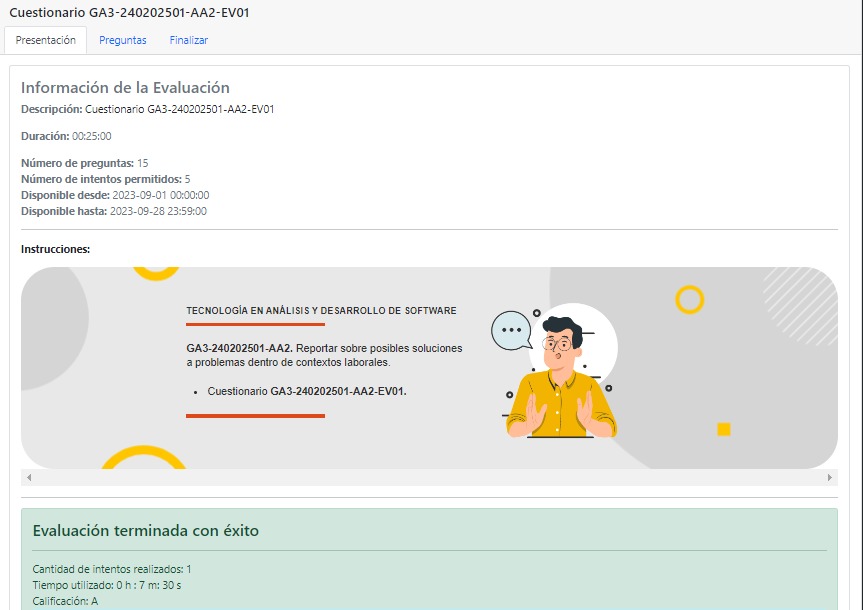 Cuestionario GA3-240202501-AA2-EV01
Presentación Preguntas Finalizar
Información de la Evaluación
Descripción: Cuestionario GA3-240202501-AA2-EV01
Duración: 00:25:00
Número de preguntas: 15
Número de intentos permitidos: 5
Disponible desde: 2023-09-01 00:00:00
Disponible hasta: 2023-09-28 23:59:00
Instrucciones:
TECNOLOGÍA EN ANÁLISIS Y DESARROLLO DE SOFTWARE
GA3-240202501-AA2. Reportar sobre posibles soluciones
a problemas dentro de contextos laborales.
• Cuestionario GA3-240202501-AA2-EV01.
Evaluación terminada con éxito
Cantidad de intentos realizados: 1
Tiempo utilizado: 0 h : 7 m: 30 s
Calificación: A